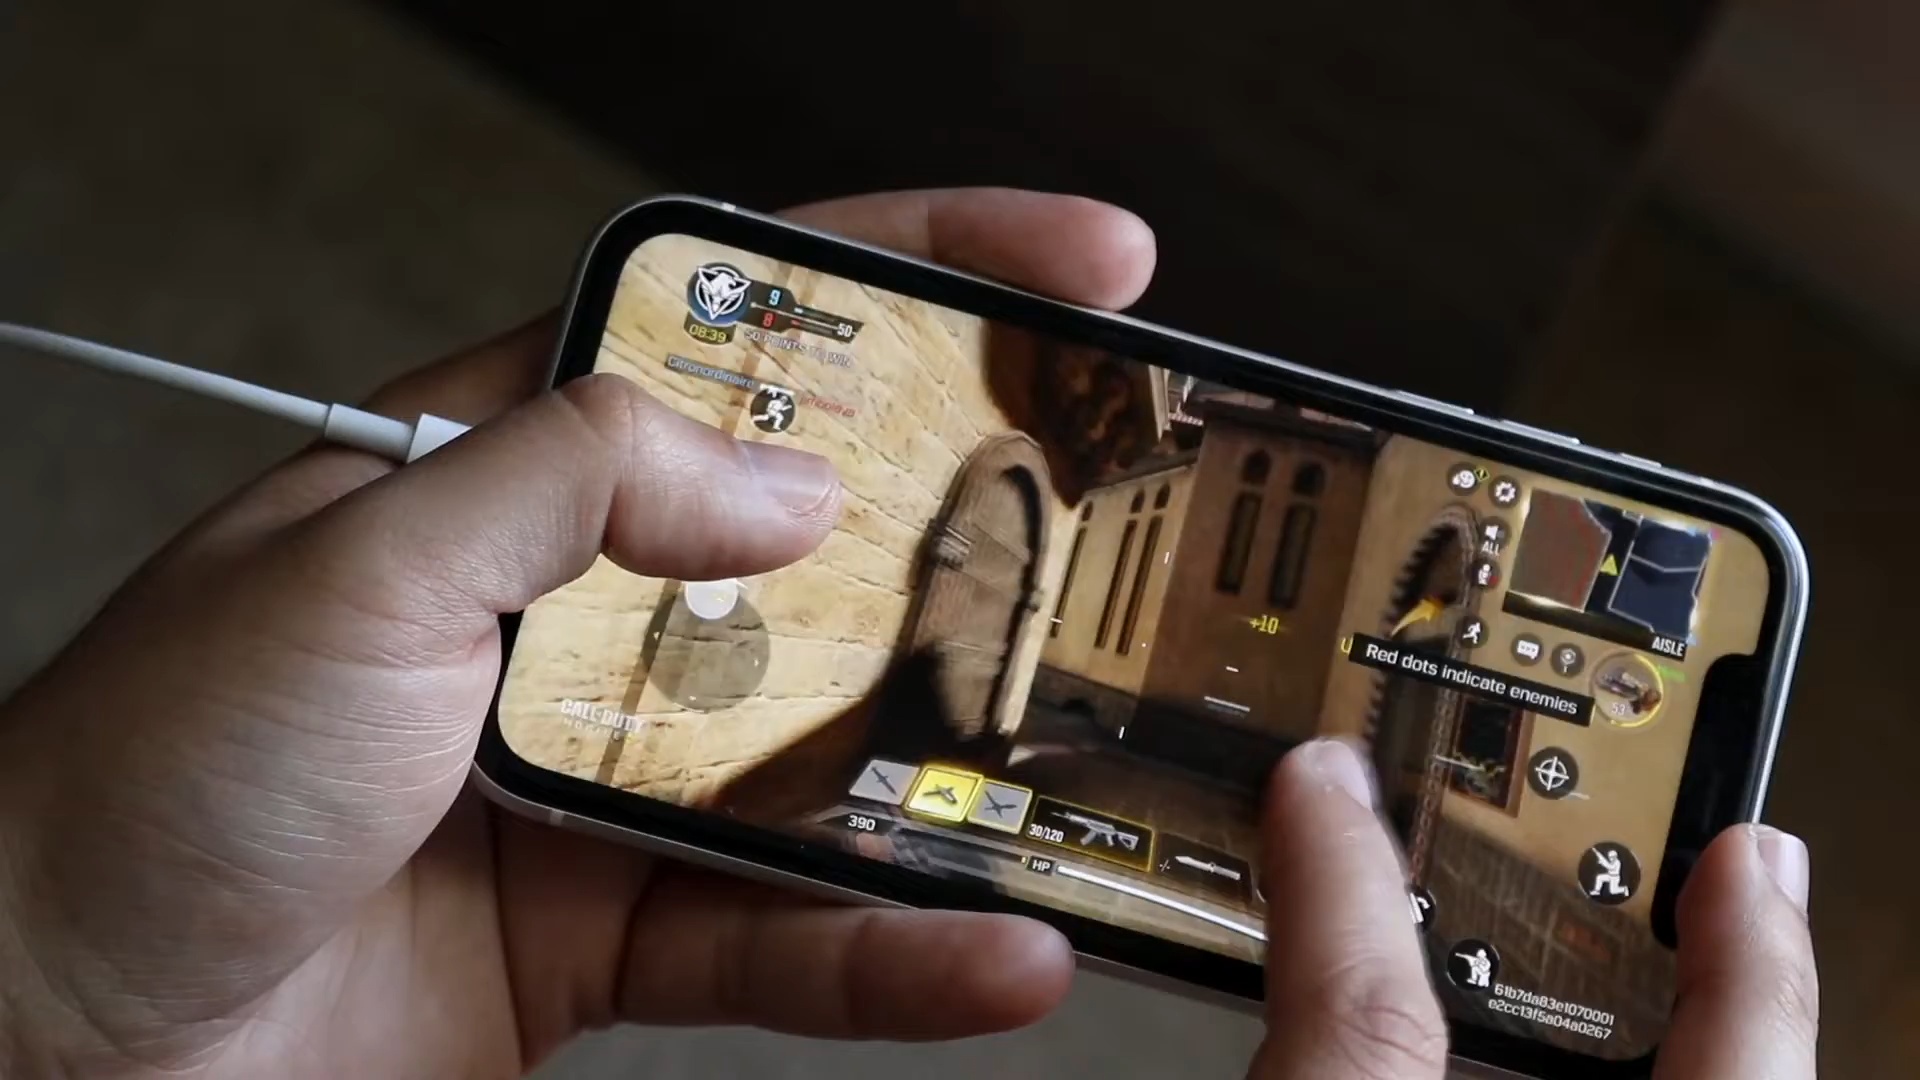 9
8
50
08:39
50 POINTS TO WIN
Citronordinaire
ALL
AISLE
+10
Red dots indicate enemies
53
CALL·DUTY
MOBILE
390
30/120
HP
61b7da83e1070001
e2cc13f5a04a0267